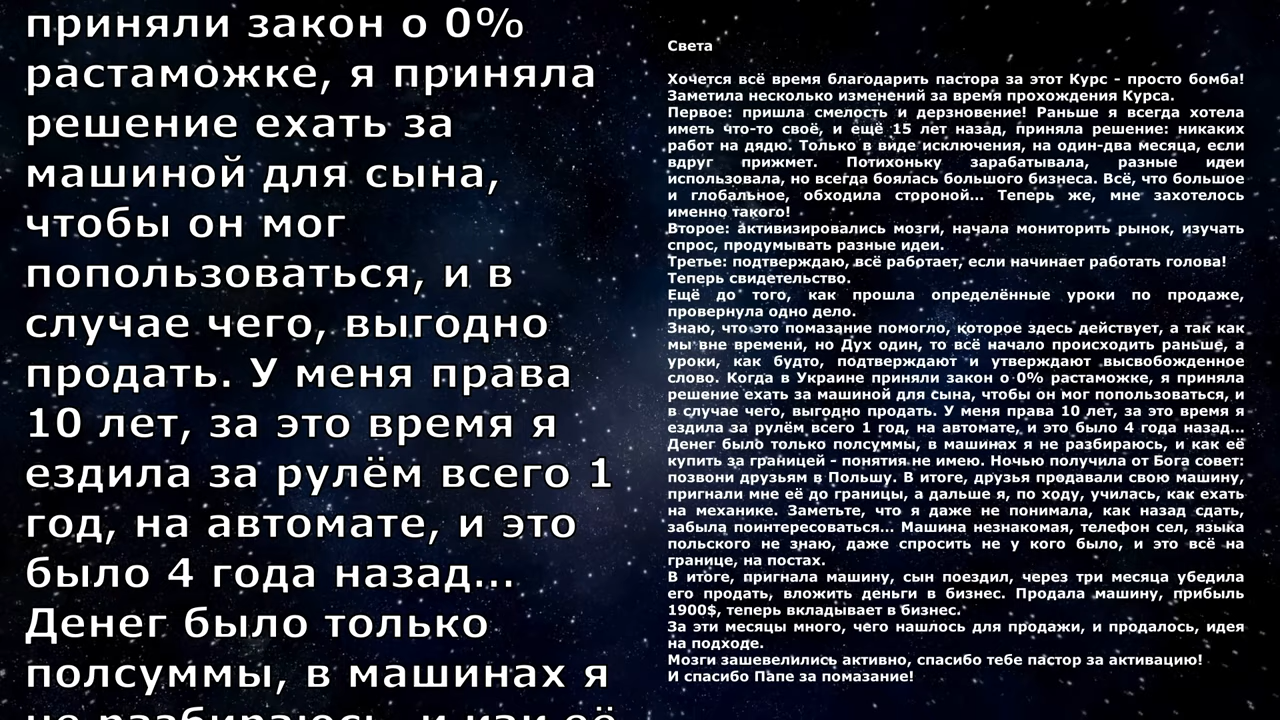 приняли закон о 0%
растаможке, я приняла
решение ехать за
машиной для сына,
чтобы он мог
попользоваться, и в
случае чего, выгодно
продать. У меня права
10 лет, за это время я
ездила за рулём всего 1
год, на автомате, и это
было 4 года назад...
Денег было только
полсуммы, в машинах я
не разбираюсь, и как её
Света
Хочется всё время благодарить пастора за этот Курс - просто бомба!
Заметила несколько изменений за время прохождения Курса.
Первое: пришла смелость и дерзновение! Раньше я всегда хотела
иметь что-то своё, и ещё 15 лет назад, приняла решение: никаких
работ на дядю. Только в виде исключения, на один-два месяца, если
вдруг прижмет. Потихоньку зарабатывала, разные идеи
использовала, но всегда боялась большого бизнеса. Всё, что большое
и глобальное, обходила стороной... Теперь же, мне захотелось
именно такого!
Второе: активизировались мозги, начала мониторить рынок, изучать
спрос, продумывать разные идеи.
Третье: подтверждаю, всё работает, если начинает работать голова!
Теперь свидетельство.
Ещё до того, как прошла определённые уроки по продаже,
провернула одно дело.
Знаю, что это помазание помогло, которое здесь действует, а так как
мы вне времени, но Дух один, то всё начало происходить раньше, а
уроки, как будто, подтверждают и утверждают высвобожденное
слово. Когда в Украине приняли закон о 0% растаможке, я приняла
решение ехать за машиной для сына, чтобы он мог попользоваться, и
в случае чего, выгодно продать. У меня права 10 лет, за это время я
ездила за рулём всего 1 год, на автомате, и это было 4 года назад...
Денег было только полсуммы, в машинах я не разбираюсь, и как её
купить за границей - понятия не имею. Ночью получила от Бога совет:
позвони друзьям в Польшу. В итоге, друзья продавали свою машину,
пригнали мне её до границы, а дальше я, по ходу, училась, как ехать
на механике. Заметьте, что я даже не понимала, как назад сдать,
забыла поинтересоваться... Машина незнакомая, телефон сел, языка
польского не знаю, даже спросить не у кого было, и это всё на
границе, на постах.
В итоге, пригнала машину, сын поездил, через три месяца убедила
его продать, вложить деньги в бизнес. Продала машину, прибыль
1900$, теперь вкладывает в бизнес.
За эти месяцы много, чего нашлось для продажи, и продалось, идея
на подходе.
Мозги зашевелились активно, спасибо тебе пастор за активацию!
И спасибо Папе за помазание!